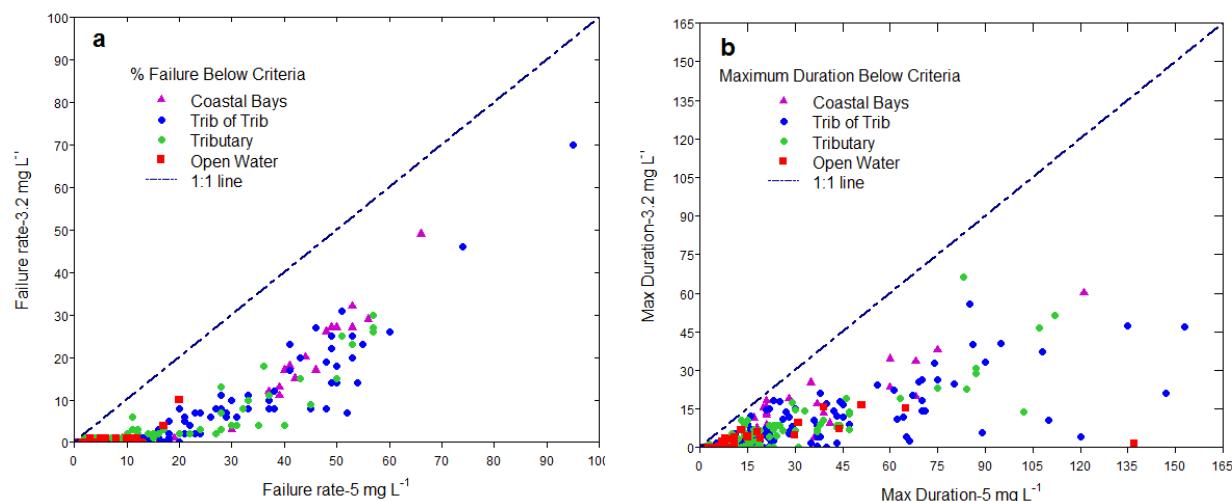 a
% Failure Below Criteria
Coastal Bays
Trib of Trib
Tributary
Open Water
1:1 line
100
90
80
70
60
50
40
30
20
10
0
Failure rate-3.2 mg L⁻¹
0 10 20 30 40 50 60 70 80 90 100
Failure rate-5 mg L⁻¹
b
Maximum Duration Below Criteria
Coastal Bays
Trib of Trib
Tributary
Open Water
1:1 line
165
150
135
120
105
90
75
60
45
30
15
0
Max Duration-3.2 mg L⁻¹
0 15 30 45 60 75 90 105 120 135 150 165
Max Duration-5 mg L⁻¹